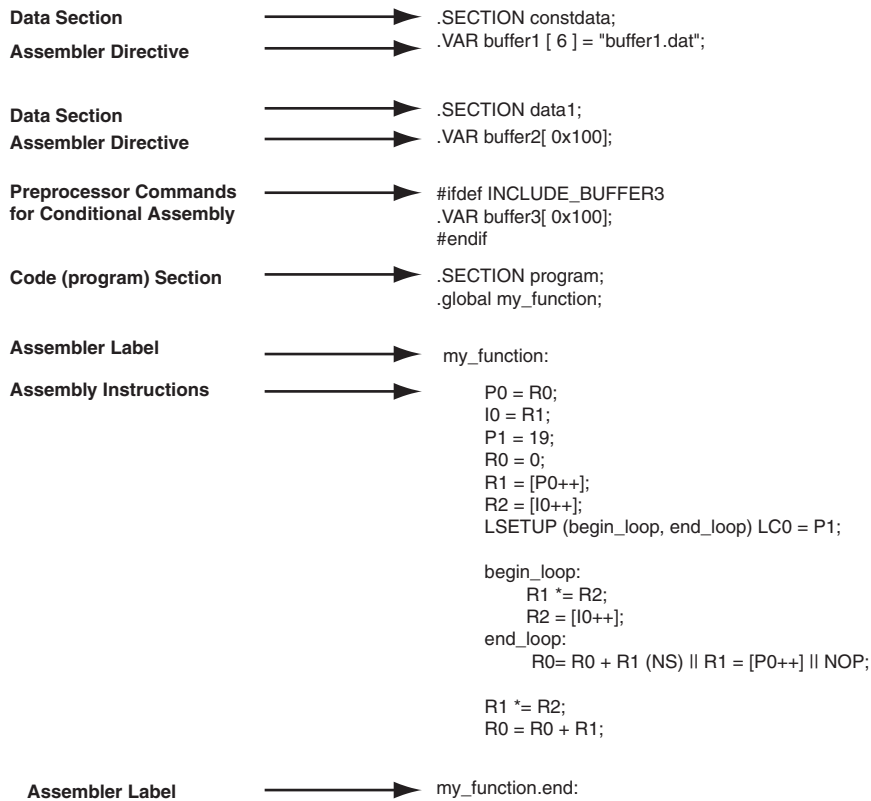 Data Section .SECTION constdata;
Assembler Directive .VAR buffer1 [ 6 ] = "buffer1.dat";
Data Section .SECTION data1;
Assembler Directive .VAR buffer2[ 0x100];
Preprocessor Commands #ifdef INCLUDE_BUFFER3
for Conditional Assembly .VAR buffer3[ 0x100];
#endif
Code (program) Section .SECTION program;
.global my_function;
Assembler Label my_function:
Assembly Instructions P0 = R0;
I0 = R1;
P1 = 19;
R0 = 0;
R1 = [P0++];
R2 = [I0++];
LSETUP (begin_loop, end_loop) LC0 = P1;
begin_loop:
R1 *= R2;
R2 = [I0++];
end_loop:
R0= R0 + R1 (NS) || R1 = [P0++] || NOP;
R1 *= R2;
R0 = R0 + R1;
Assembler Label my_function.end: